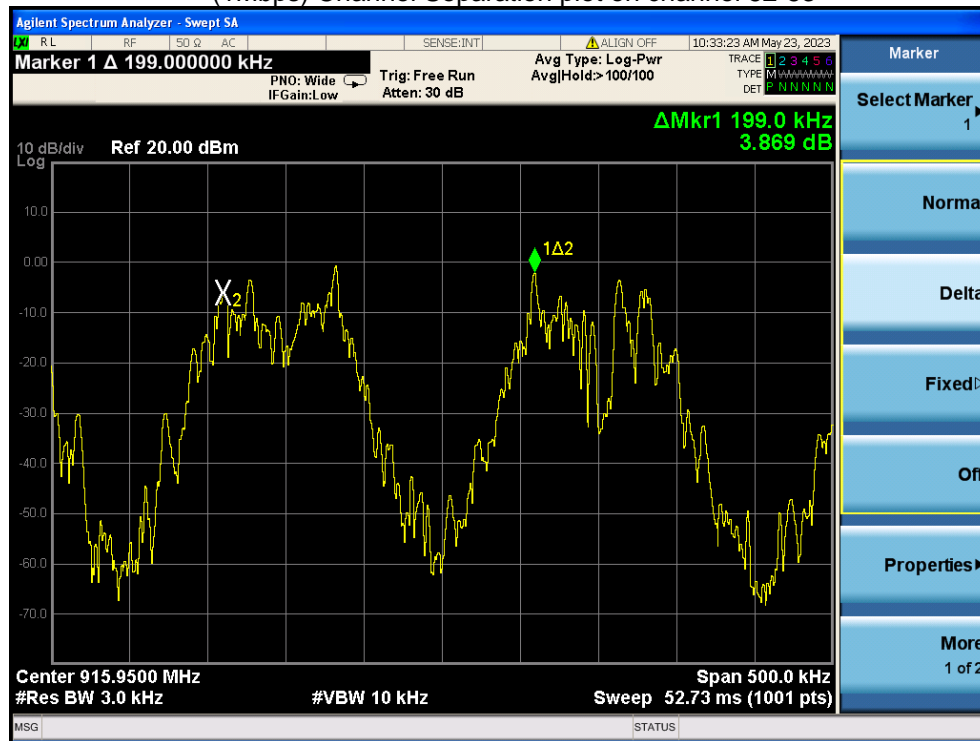 Agilent Spectrum Analyzer - Swept SA
RL RF 50 Ω AC SENSE:INT ALIGN OFF 10:33:23 AM May 23, 2023
Marker 1 Δ 199.000000 kHz
PNO: Wide
IFGain:Low
Trig: Free Run
Atten: 30 dB
Avg Type: Log-Pwr
Avg|Hold:>100/100
TRACE 1 2 3 4 5 6
TYPE M
DET P N N N N N
ΔMkr1 199.0 kHz
3.869 dB
10 dB/div Ref 20.00 dBm
Log
10.0
0.00
-10.0
-20.0
-30.0
-40.0
-50.0
-60.0
-70.0
X2
1Δ2
Center 915.9500 MHz
Span 500.0 kHz
#Res BW 3.0 kHz
#VBW 10 kHz
Sweep 52.73 ms (1001 pts)
MSG
STATUS
Marker
Select Marker
1
Norma
Delta
Fixed
Off
Properties
More
1 of 2